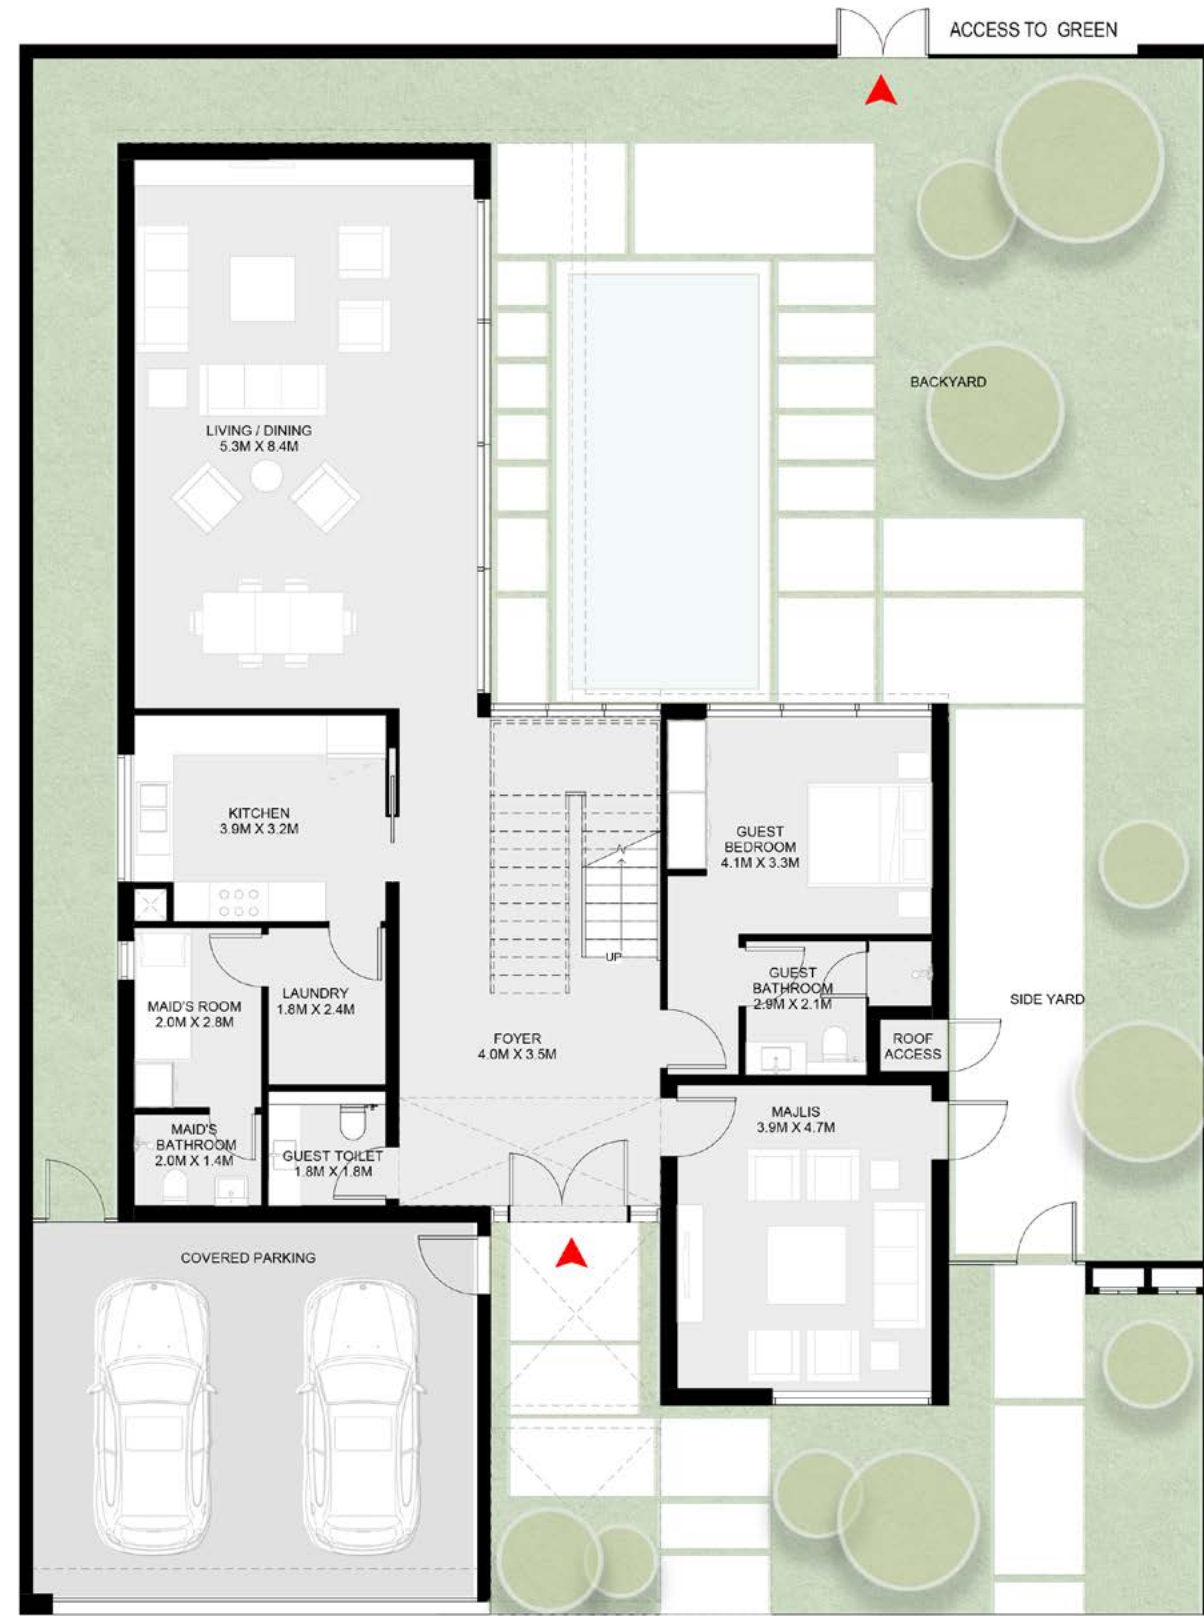 ACCESS TO GREEN
BACKYARD
LIVING / DINING
5.3M X 8.4M
KITCHEN
3.9M X 3.2M
GUEST
BEDROOM
4.1M X 3.3M
UP
GUEST
BATHROOM
2.9M X 2.1M
MAID'S ROOM
2.0M X 2.8M
LAUNDRY
1.8M X 2.4M
SIDE YARD
FOYER
4.0M X 3.5M
ROOF
ACCESS
MAJLIS
3.9M X 4.7M
MAID'S
BATHROOM
2.0M X 1.4M
GUEST TOILET
1.8M X 1.8M
COVERED PARKING